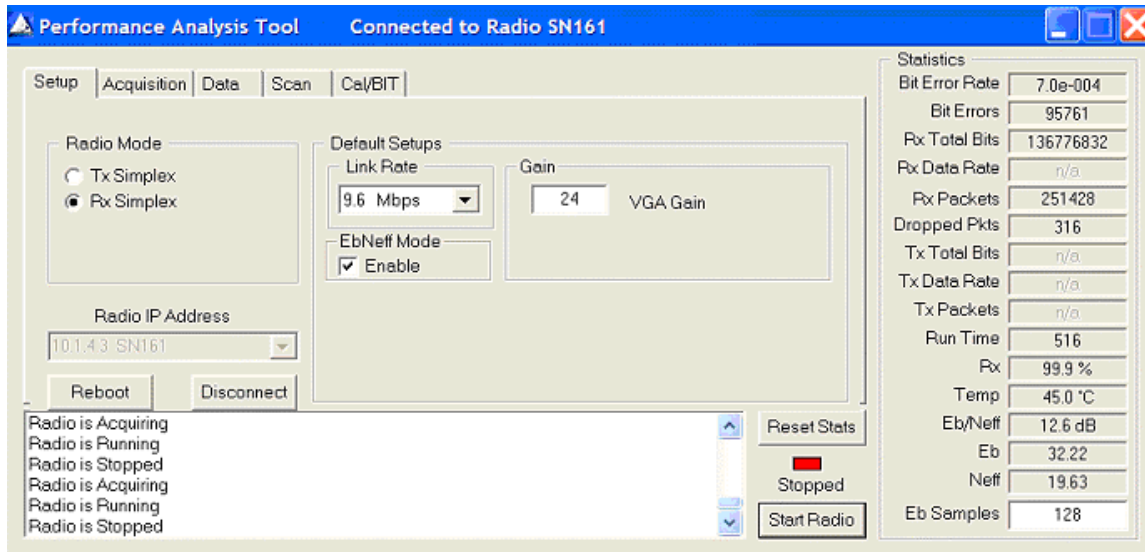 Performance Analysis Tool Connected to Radio SN161
Setup Acquisition Data Scan Cal/BIT
Radio Mode
Tx Simplex
Rx Simplex
Radio IP Address
10.1.4.3 SN161
Reboot Disconnect
Default Setups
Link Rate
9.6 Mbps
EbNeff Mode
Enable
Gain
24 VGA Gain
Radio is Acquiring
Radio is Running
Radio is Stopped
Radio is Acquiring
Radio is Running
Radio is Stopped
Reset Stats
Stopped
Start Radio
Statistics
Bit Error Rate 7.0e-004
Bit Errors 95761
Rx Total Bits 136776832
Rx Data Rate n/a
Rx Packets 251428
Dropped Pkts 316
Tx Total Bits n/a
Tx Data Rate n/a
Tx Packets n/a
Run Time 516
Rx 99.9 %
Temp 45.0 °C
Eb/Neff 12.6 dB
Eb 32.22
Neff 19.63
Eb Samples 128